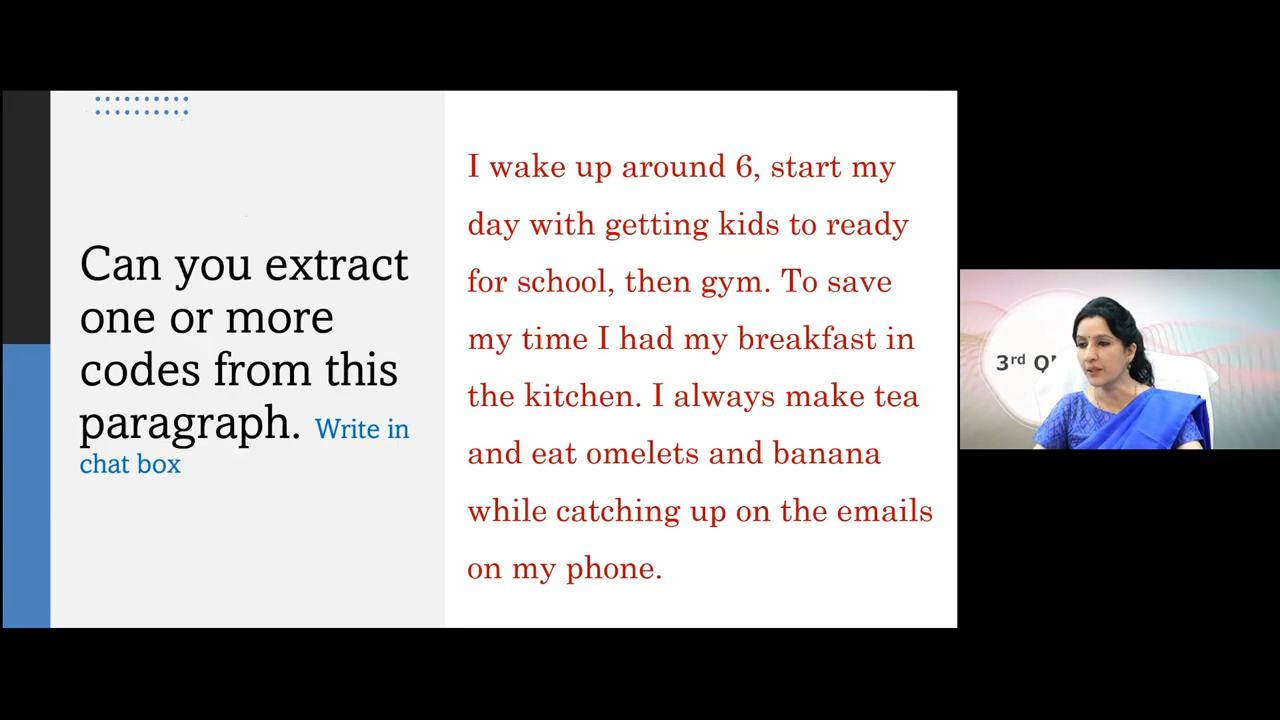 Can you extract
one or more
codes from this
paragraph. Write in
chat box
I wake up around 6, start my
day with getting kids to ready
for school, then gym. To save
my time I had my breakfast in
the kitchen. I always make tea
and eat omelets and banana
while catching up on the emails
on my phone.
3rd